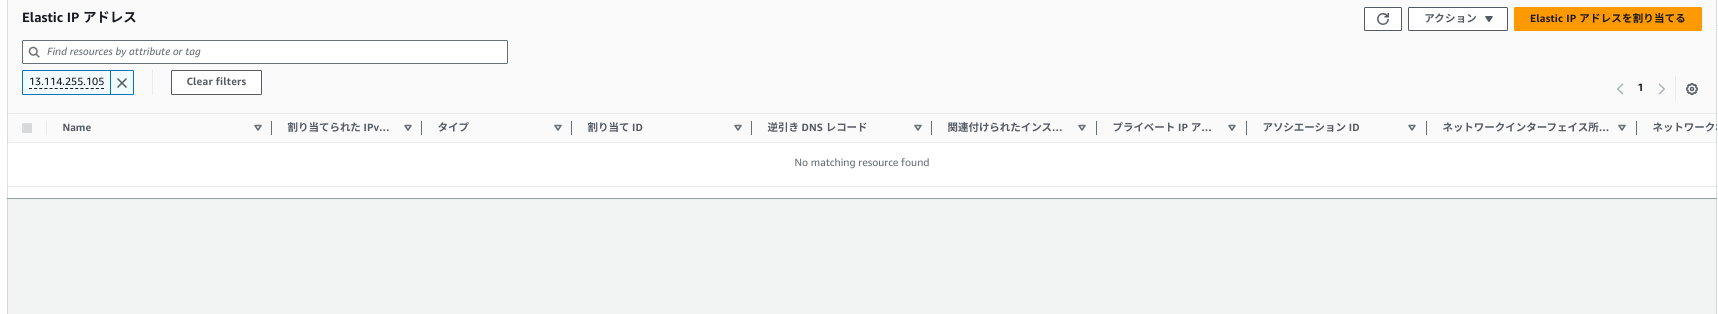 Elastic IP アドレス
アクション
Elastic IP アドレスを割り当てる
Find resources by attribute or tag
13.114.255.105
Clear filters
1
Name
割り当てられた IPv...
タイプ
割り当て ID
逆引き DNS レコード
関連付けられたインス...
プライベート IP ア...
アソシエーション ID
ネットワークインターフェイス所...
ネットワーク
No matching resource found